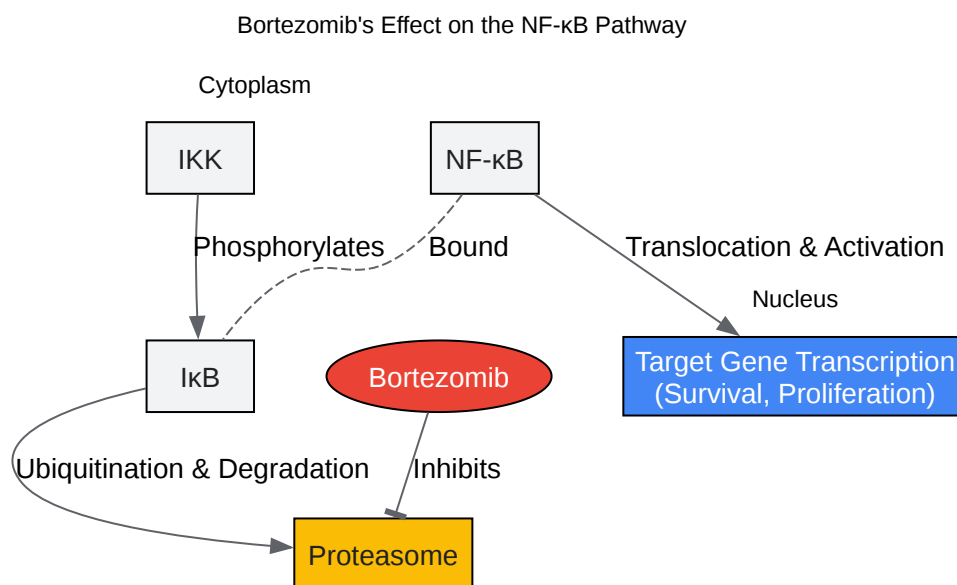 Bortezomib's Effect on the NF-κB Pathway
Cytoplasm
IKK
NF-κB
Phosphorylates
Bound
Translocation & Activation
Nucleus
IκB
Bortezomib
Target Gene Transcription
(Survival, Proliferation)
Ubiquitination & Degradation
Inhibits
Proteasome